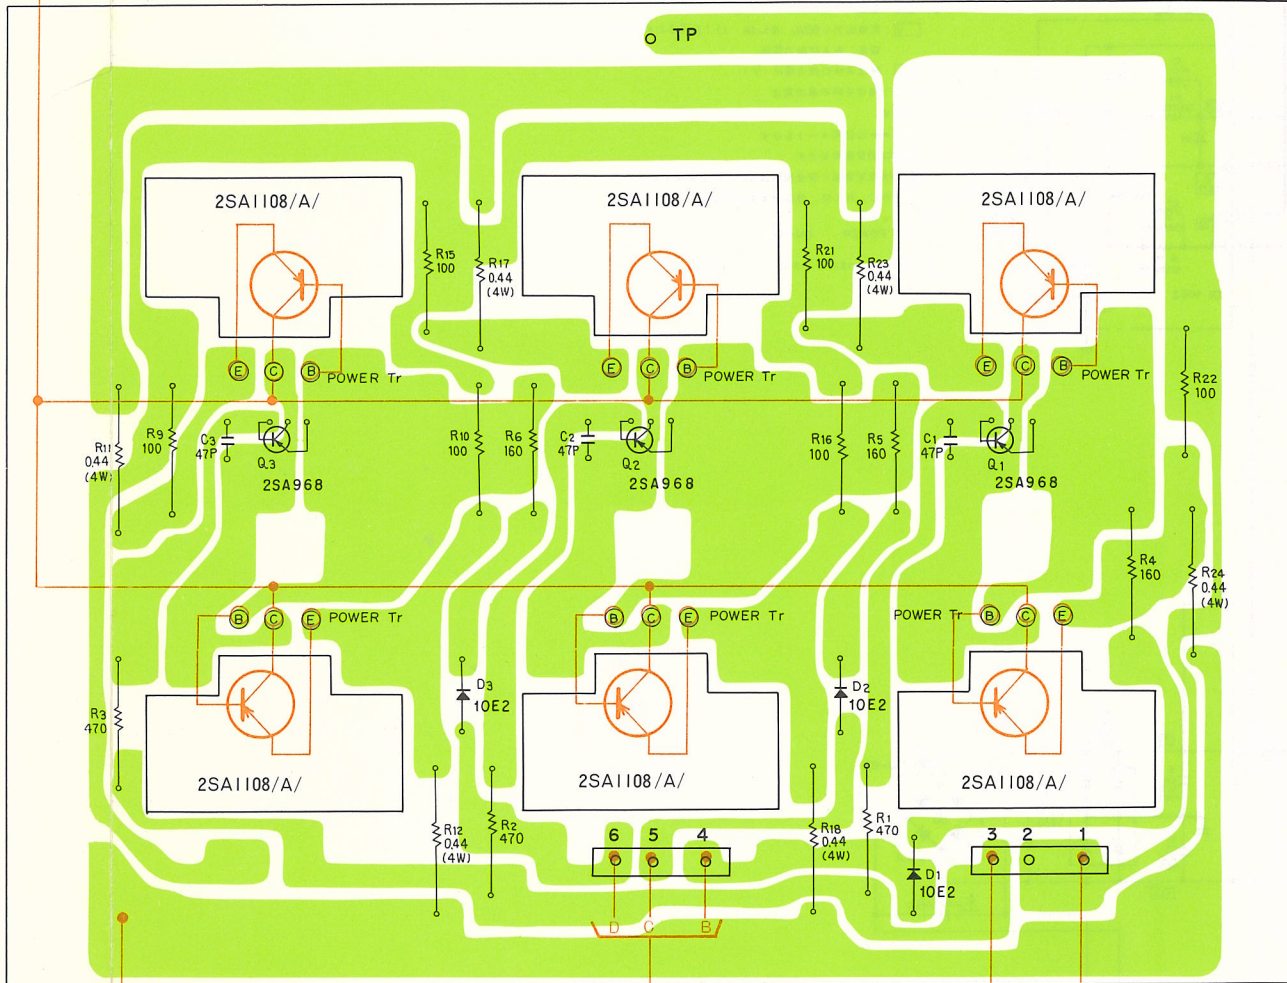 TP
2SA1108/A/
2SA1108/A/
2SA1108/A/
R15
100
R17
0.44
(4W)
R21
100
R23
0.44
(4W)
E C B POWER Tr
E C B POWER Tr
E C B POWER Tr
R22
100
R11
0.44
(4W)
R9
100
C3
47P
Q3
2SA968
R10
100
R6
160
C2
47P
Q2
2SA968
R16
100
R5
160
C1
47P
Q1
2SA968
R4
160
R24
0.44
(4W)
B C E POWER Tr
B C E POWER Tr
B C E
R3
470
D3
10E2
D2
10E2
2SA1108/A/
2SA1108/A/
2SA1108/A/
R12
0.44
(4W)
R2
470
6 5 4
R18
0.44
(4W)
R1
470
3 2 1
D1
10E2
D C B